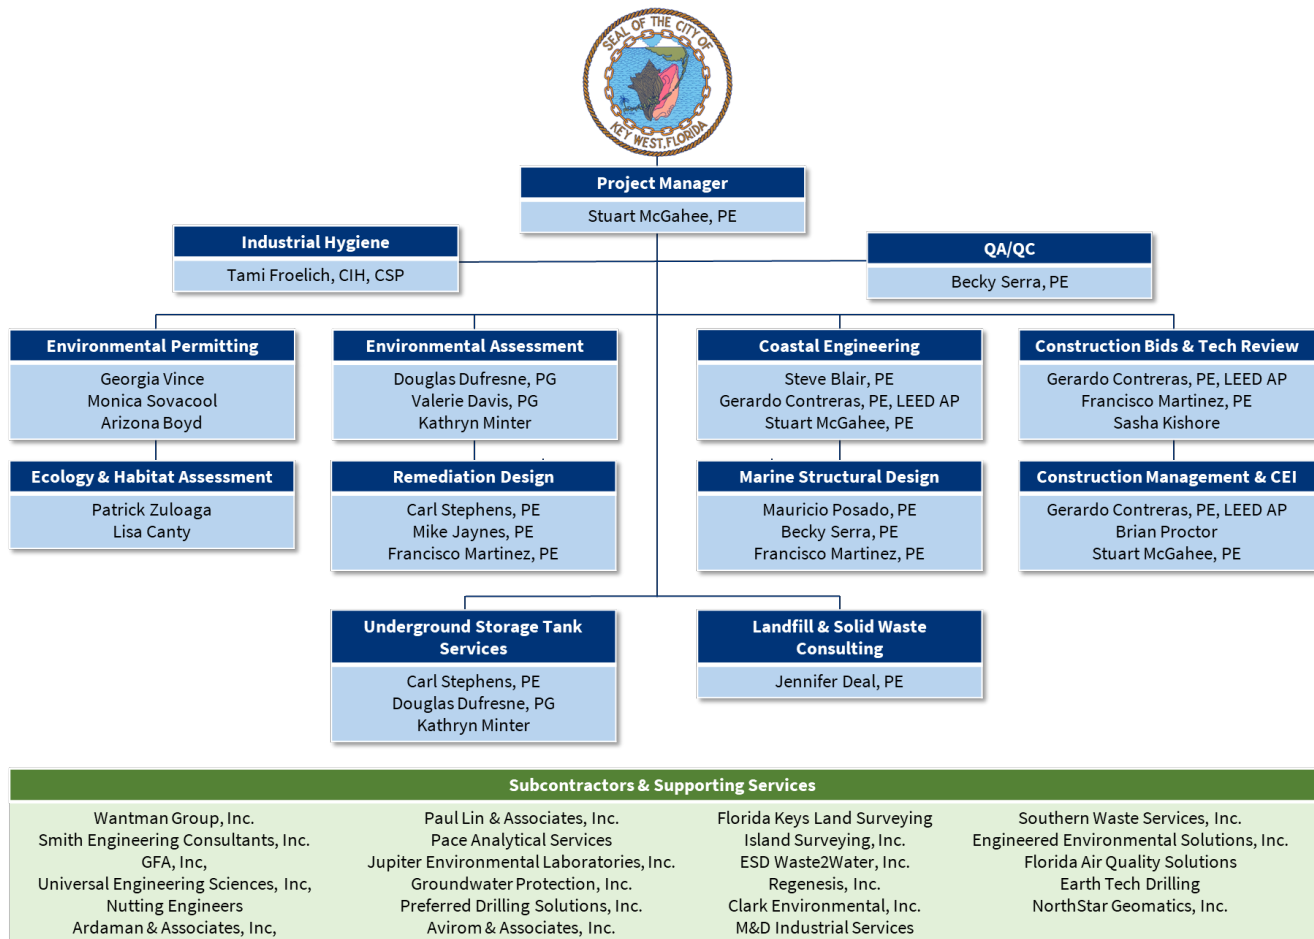 SEAL OF THE CITY OF
KEY WEST, FLORIDA
Project Manager
Stuart McGahee, PE
Industrial Hygiene
Tami Froelich, CIH, CSP
QA/QC
Becky Serra, PE
Environmental Permitting
Georgia Vince
Monica Sovacool
Arizona Boyd
Environmental Assessment
Douglas Dufresne, PG
Valerie Davis, PG
Kathryn Minter
Coastal Engineering
Steve Blair, PE
Gerardo Contreras, PE, LEED AP
Stuart McGahee, PE
Construction Bids & Tech Review
Gerardo Contreras, PE, LEED AP
Francisco Martinez, PE
Sasha Kishore
Ecology & Habitat Assessment
Patrick Zuloaga
Lisa Canty
Remediation Design
Carl Stephens, PE
Mike Jaynes, PE
Francisco Martinez, PE
Marine Structural Design
Mauricio Posado, PE
Becky Serra, PE
Francisco Martinez, PE
Construction Management & CEI
Gerardo Contreras, PE, LEED AP
Brian Proctor
Stuart McGahee, PE
Underground Storage Tank
Services
Carl Stephens, PE
Douglas Dufresne, PG
Kathryn Minter
Landfill & Solid Waste
Consulting
Jennifer Deal, PE
Subcontractors & Supporting Services
Wantman Group, Inc.
Smith Engineering Consultants, Inc.
GFA, Inc,
Universal Engineering Sciences, Inc,
Nutting Engineers
Ardaman & Associates, Inc,
Paul Lin & Associates, Inc.
Pace Analytical Services
Jupiter Environmental Laboratories, Inc.
Groundwater Protection, Inc.
Preferred Drilling Solutions, Inc.
Avirom & Associates, Inc.
Florida Keys Land Surveying
Island Surveying, Inc.
ESD Waste2Water, Inc.
Regenesis, Inc.
Clark Environmental, Inc.
M&D Industrial Services
Southern Waste Services, Inc.
Engineered Environmental Solutions, Inc.
Florida Air Quality Solutions
Earth Tech Drilling
NorthStar Geomatics, Inc.